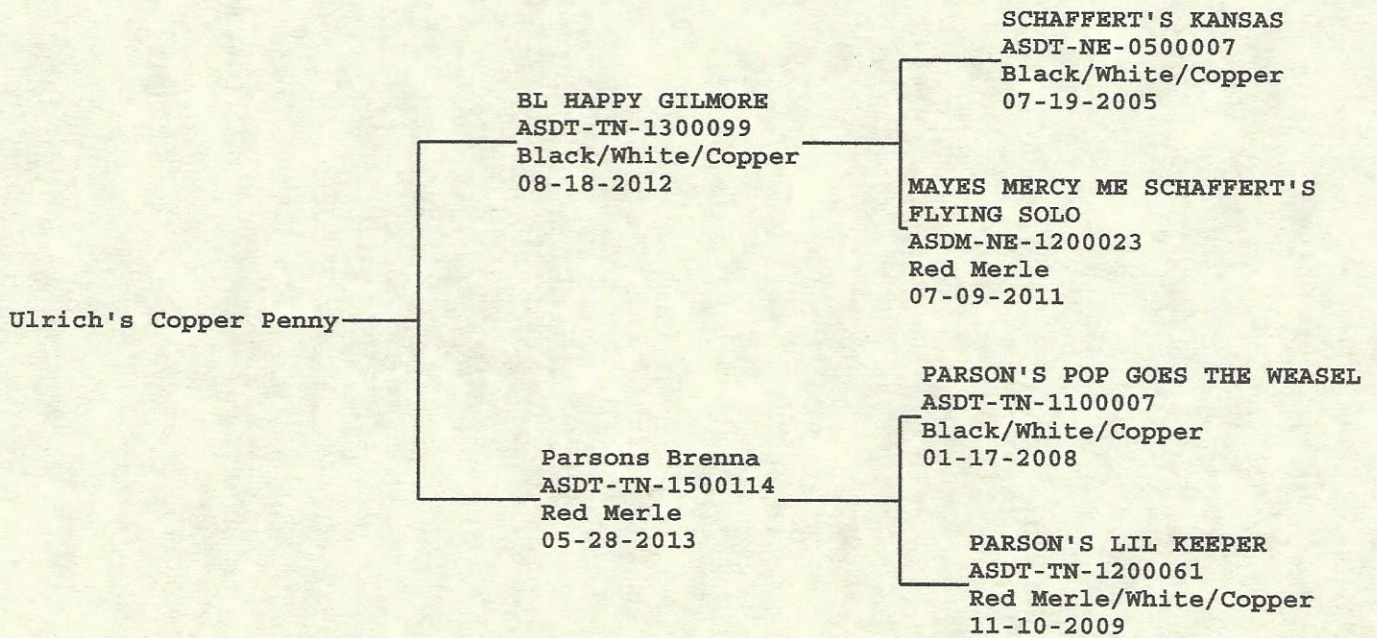 SCHAFFERT'S KANSAS
ASDT-NE-0500007
Black/White/Copper
07-19-2005
BL HAPPY GILMORE
ASDT-TN-1300099
Black/White/Copper
08-18-2012
MAYES MERCY ME SCHAFFERT'S
FLYING SOLO
ASDM-NE-1200023
Red Merle
07-09-2011
Ulrich's Copper Penny
PARSON'S POP GOES THE WEASEL
ASDT-TN-1100007
Black/White/Copper
01-17-2008
Parsons Brenna
ASDT-TN-1500114
Red Merle
05-28-2013
PARSON'S LIL KEEPER
ASDT-TN-1200061
Red Merle/White/Copper
11-10-2009